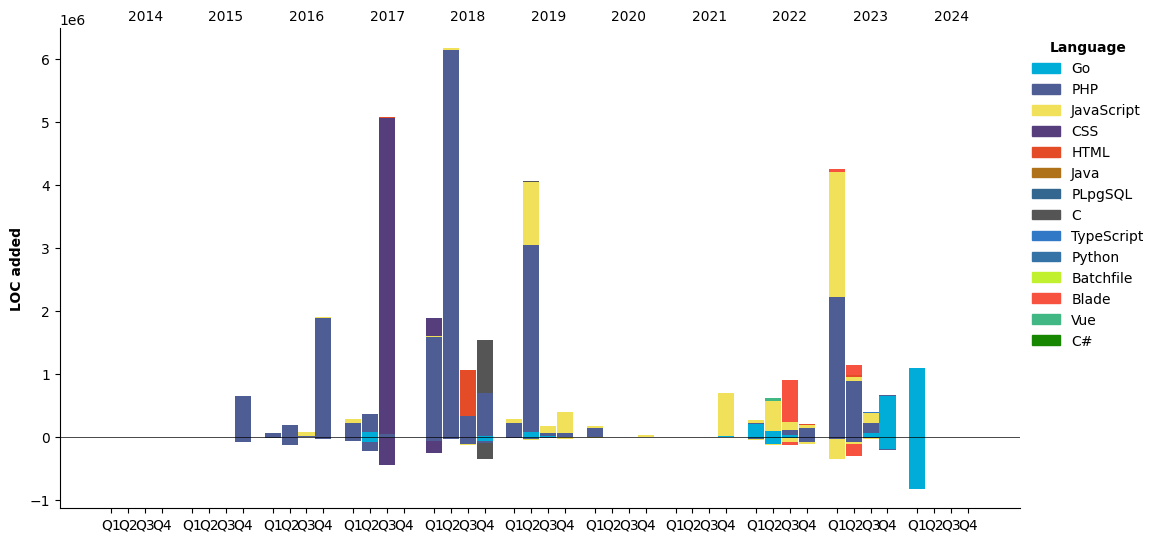 2014 2015 2016 2017 2018 2019 2020 2021 2022 2023 2024
1e6
LOC added
6
5
4
3
2
1
0
−1
Q1Q2Q3Q4 Q1Q2Q3Q4 Q1Q2Q3Q4 Q1Q2Q3Q4 Q1Q2Q3Q4 Q1Q2Q3Q4 Q1Q2Q3Q4 Q1Q2Q3Q4 Q1Q2Q3Q4 Q1Q2Q3Q4 Q1Q2Q3Q4
Language
Go
PHP
JavaScript
CSS
HTML
Java
PLpgSQL
C
TypeScript
Python
Batchfile
Blade
Vue
C#